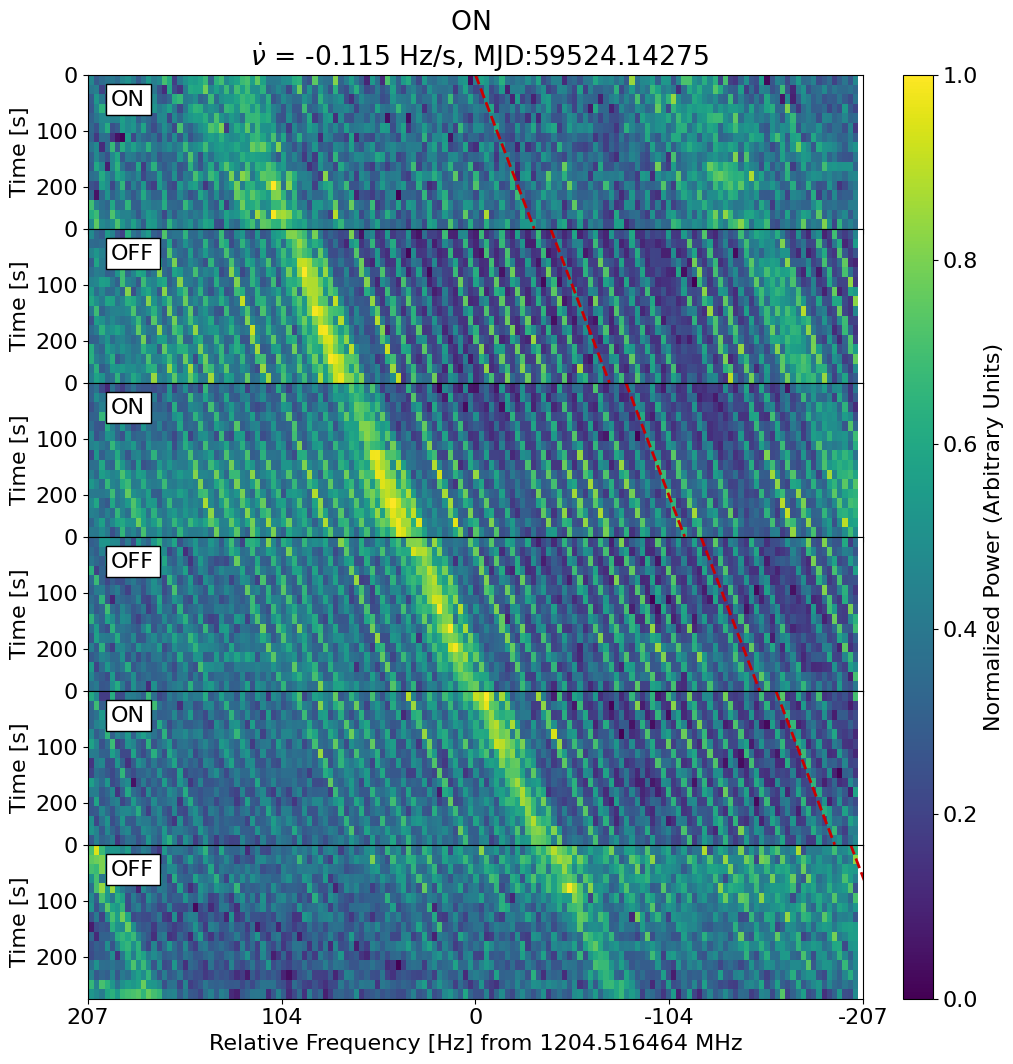 ON
ν̇ = -0.115 Hz/s, MJD:59524.14275
0
ON
100
Time [s]
200
0
OFF
100
Time [s]
200
0
ON
100
Time [s]
200
0
OFF
100
Time [s]
200
0
ON
100
Time [s]
200
0
OFF
100
Time [s]
200
207 104 0 -104 -207
Relative Frequency [Hz] from 1204.516464 MHz
1.0
0.8
0.6
0.4
0.2
0.0
Normalized Power (Arbitrary Units)